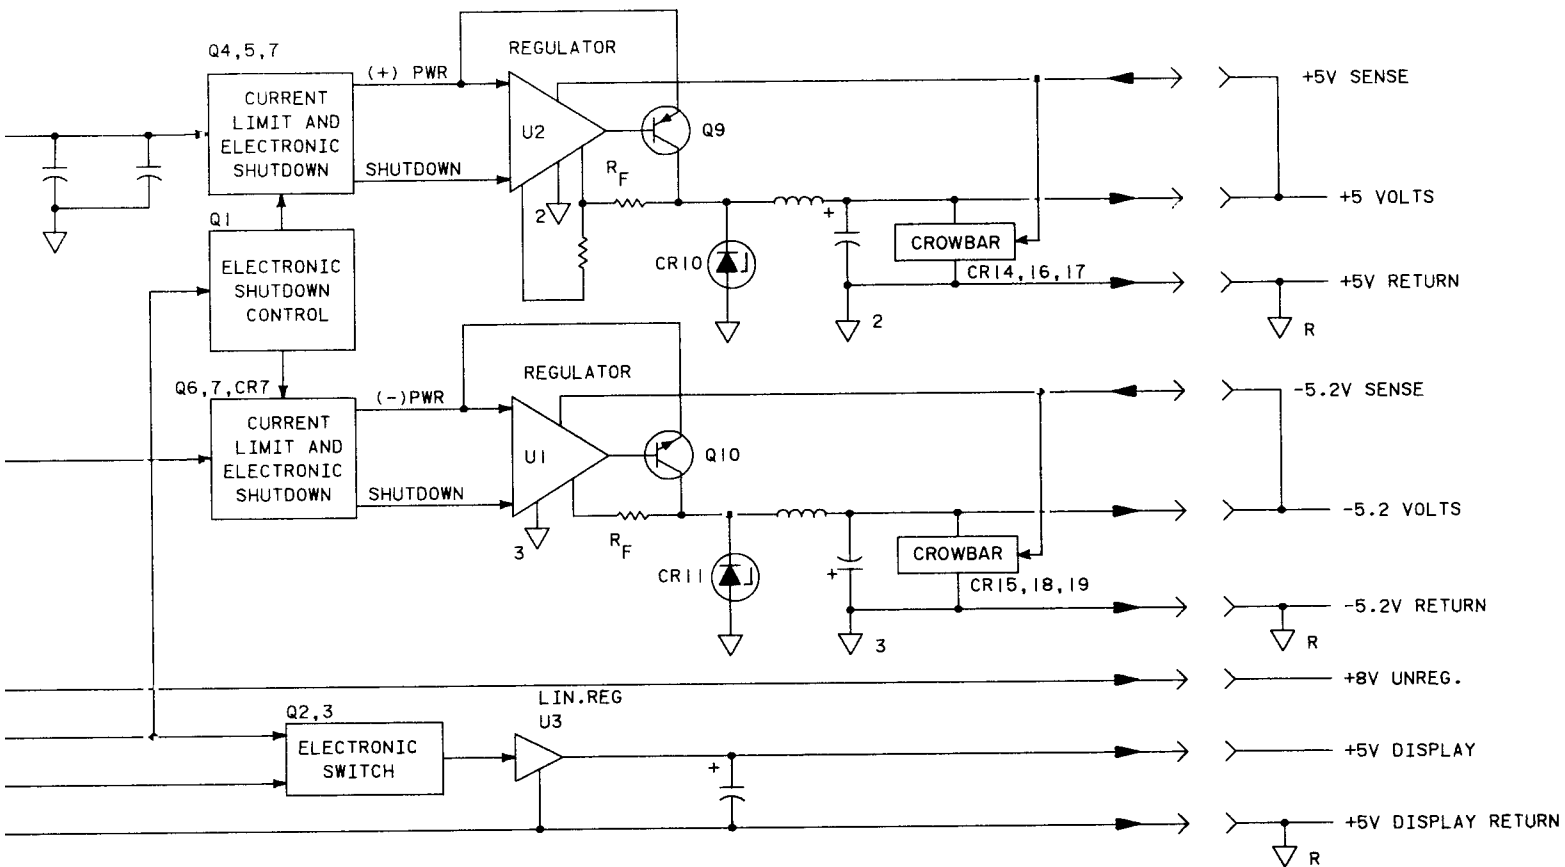 Q4,5,7
CURRENT
LIMIT AND
ELECTRONIC
SHUTDOWN
(+) PWR
SHUTDOWN
REGULATOR
U2
Q9
2
R
F
+
CR10
CROWBAR
CR14,16,17
2
+5V SENSE
+5 VOLTS
+5V RETURN
R
Q1
ELECTRONIC
SHUTDOWN
CONTROL
Q6,7,CR7
CURRENT
LIMIT AND
ELECTRONIC
SHUTDOWN
(-)PWR
SHUTDOWN
REGULATOR
U1
Q10
3
R
F
CR11
+
CROWBAR
CR15,18,19
3
-5.2V SENSE
-5.2 VOLTS
-5.2V RETURN
R
+8V UNREG.
Q2,3
ELECTRONIC
SWITCH
LIN.REG
U3
+
+5V DISPLAY
+5V DISPLAY RETURN
R